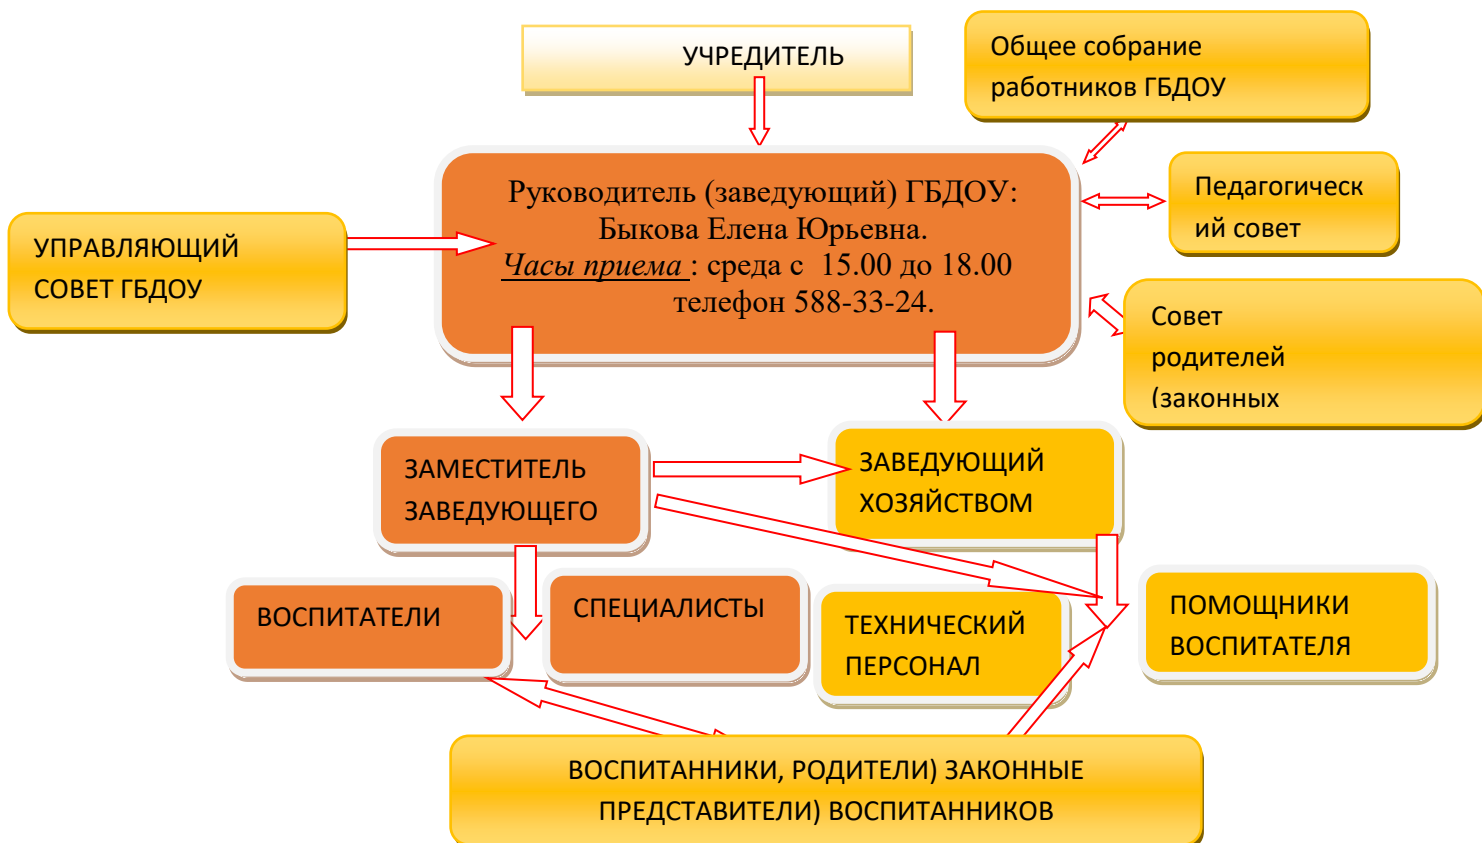 УЧРЕДИТЕЛЬ
Общее собрание
работников ГБДОУ
Руководитель (заведующий) ГБДОУ:
Быкова Елена Юрьевна.
Часы приема : среда с 15.00 до 18.00
телефон 588-33-24.
Педагогическ
ий совет
УПРАВЛЯЮЩИЙ
СОВЕТ ГБДОУ
Совет
родителей
(законных
ЗАМЕСТИТЕЛЬ
ЗАВЕДУЮЩЕГО
ЗАВЕДУЮЩИЙ
ХОЗЯЙСТВОМ
ВОСПИТАТЕЛИ
СПЕЦИАЛИСТЫ
ТЕХНИЧЕСКИЙ
ПЕРСОНАЛ
ПОМОЩНИКИ
ВОСПИТАТЕЛЯ
ВОСПИТАННИКИ, РОДИТЕЛИ) ЗАКОННЫЕ
ПРЕДСТАВИТЕЛИ) ВОСПИТАННИКОВ